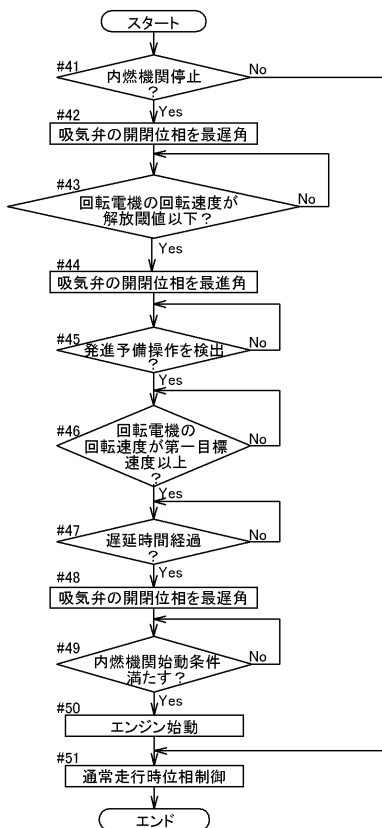 スタート
#41
内燃機関停止
?
No
Yes
#42
吸気弁の開閉位相を最遅角
#43
回転電機の回転速度が
解放閾値以下?
No
Yes
#44
吸気弁の開閉位相を最進角
#45
発進予備操作を検出
?
No
Yes
#46
回転電機の
回転速度が第一目標
速度以上
?
No
Yes
#47
遅延時間経過
?
No
Yes
#48
吸気弁の開閉位相を最遅角
#49
内燃機関始動条件
満たす?
No
Yes
#50
エンジン始動
#51
通常走行時位相制御
エンド